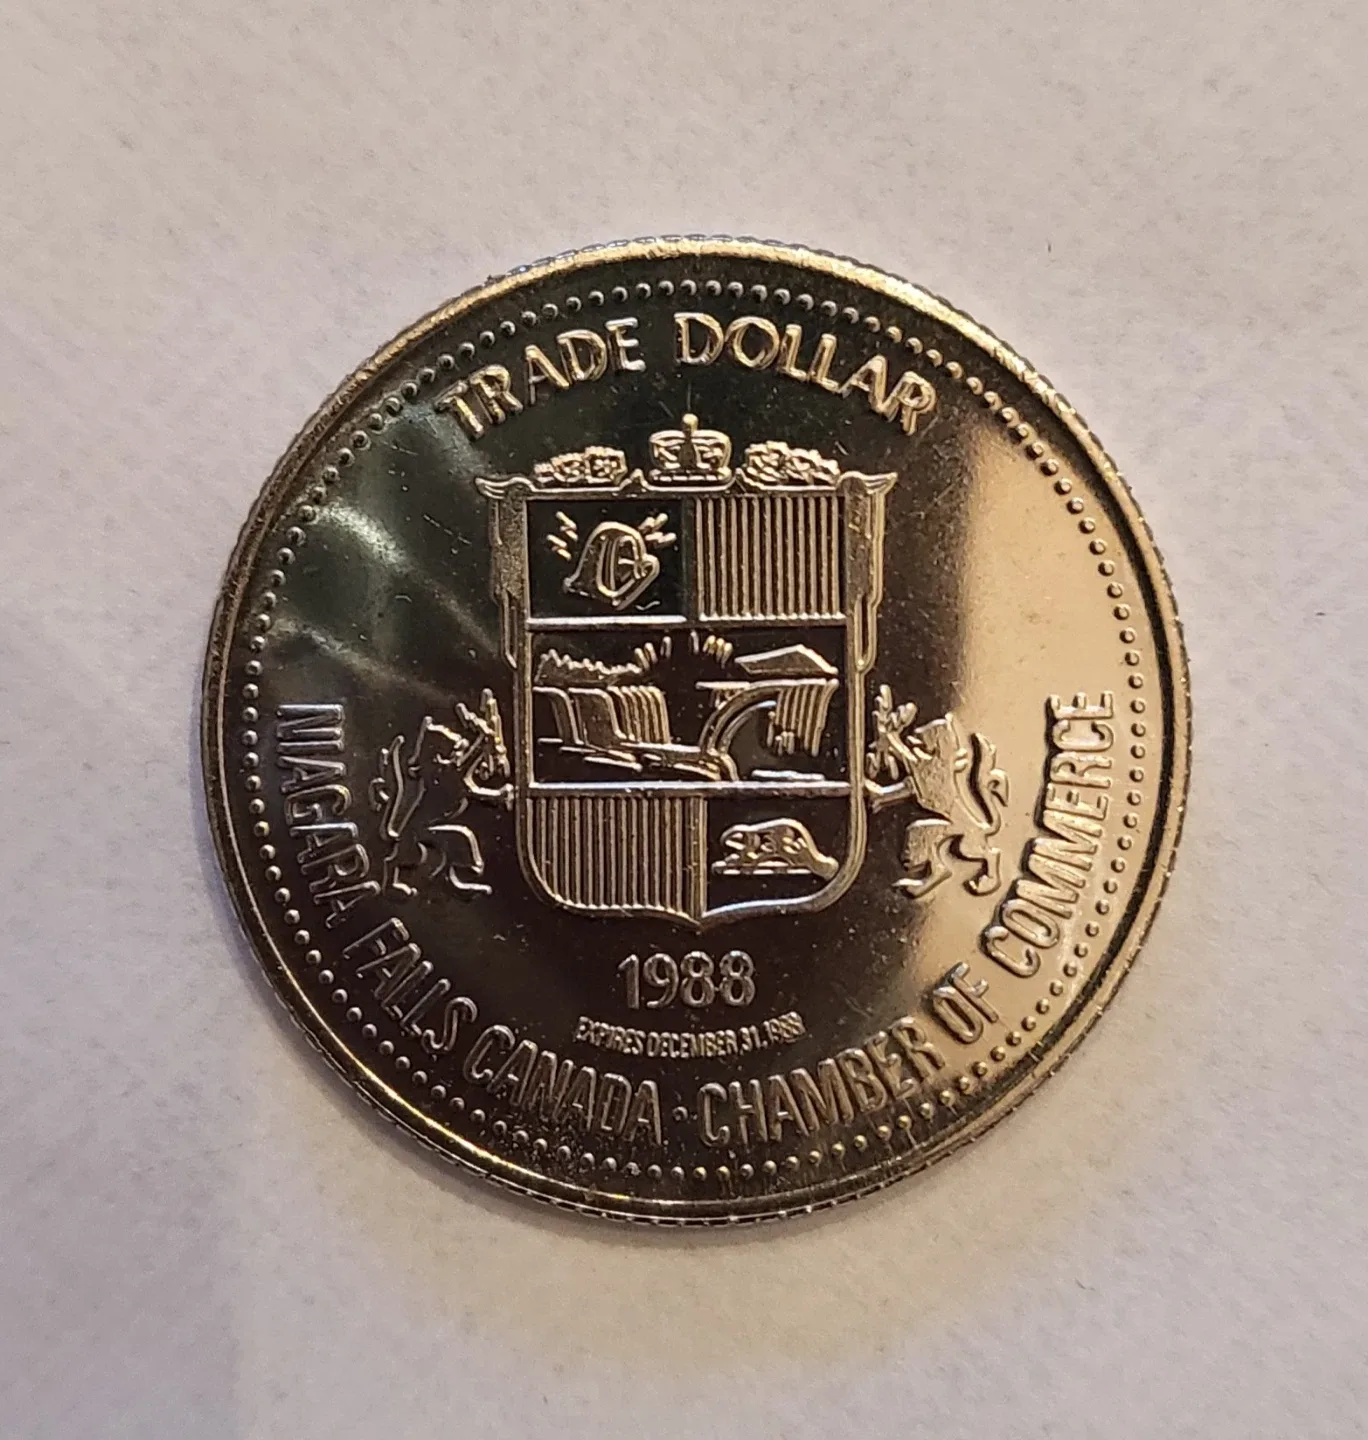 TRADE DOLLAR
1988
EXPIRES DECEMBER 31, 1988
NIAGARA FALLS CANADA · CHAMBER OF COMMERCE